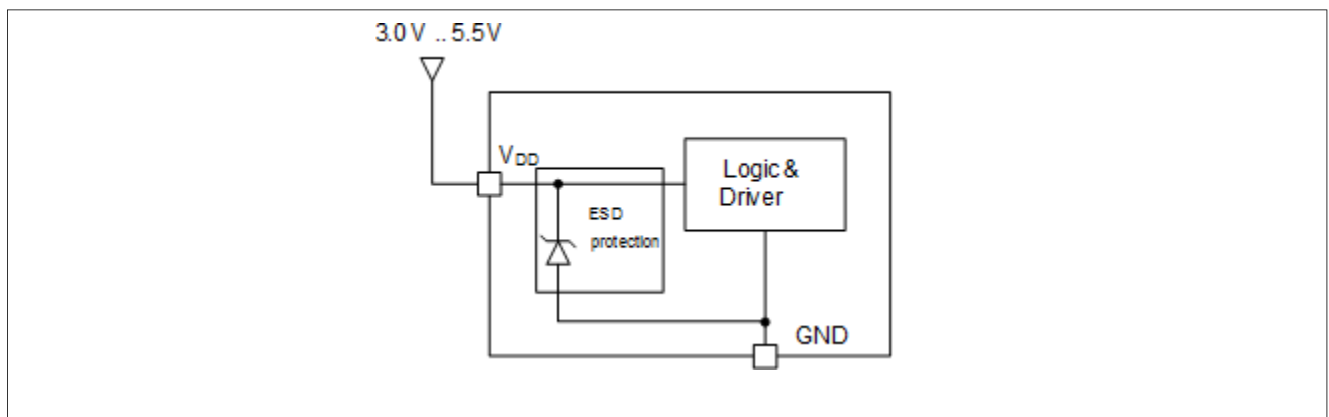 3.0 V .. 5.5V
VDD
Logic &
Driver
ESD
protection
GND